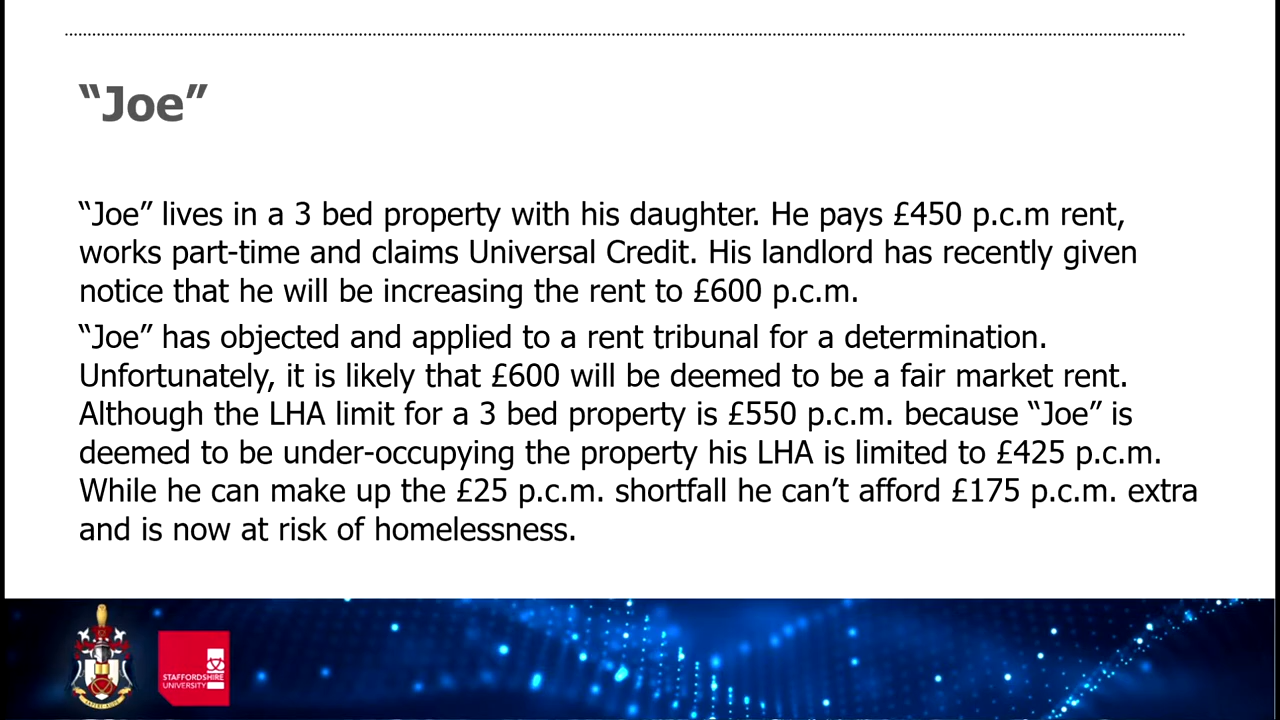 “Joe”
“Joe” lives in a 3 bed property with his daughter. He pays £450 p.c.m rent,
works part-time and claims Universal Credit. His landlord has recently given
notice that he will be increasing the rent to £600 p.c.m.
“Joe” has objected and applied to a rent tribunal for a determination.
Unfortunately, it is likely that £600 will be deemed to be a fair market rent.
Although the LHA limit for a 3 bed property is £550 p.c.m. because “Joe” is
deemed to be under-occupying the property his LHA is limited to £425 p.c.m.
While he can make up the £25 p.c.m. shortfall he can’t afford £175 p.c.m. extra
and is now at risk of homelessness.
STAFFORDSHIRE
UNIVERSITY